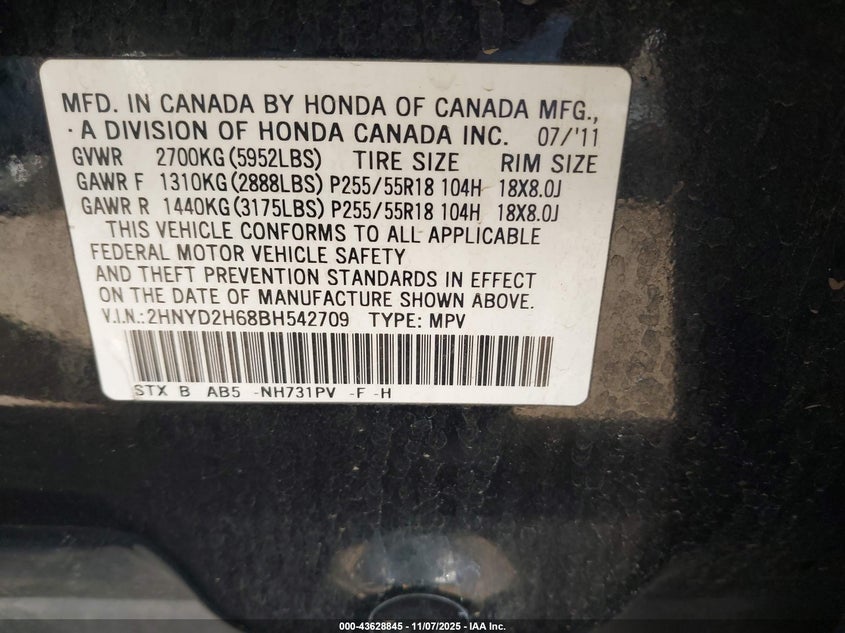 MFD. IN CANADA BY HONDA OF CANADA MFG.,
·A DIVISION OF HONDA CANADA INC. 07/'11
GVWR 2700KG(5952LBS) TIRE SIZE RIM SIZE
GAWR F 1310KG(2888LBS) P255/55R18 104H 18X8.0J
GAWR R 1440KG(3175LBS) P255/55R18 104H 18X8.0J
THIS VEHICLE CONFORMS TO ALL APPLICABLE
FEDERAL MOTOR VEHICLE SAFETY
AND THEFT PREVENTION STANDARDS IN EFFECT
ON THE DATE OF MANUFACTURE SHOWN ABOVE.
V.I.N.:2HNYD2H68BH542709 TYPE: MPV
STX B AB5 -NH731PV -F -H
000-43628845 - 11/07/2025 - IAA Inc.